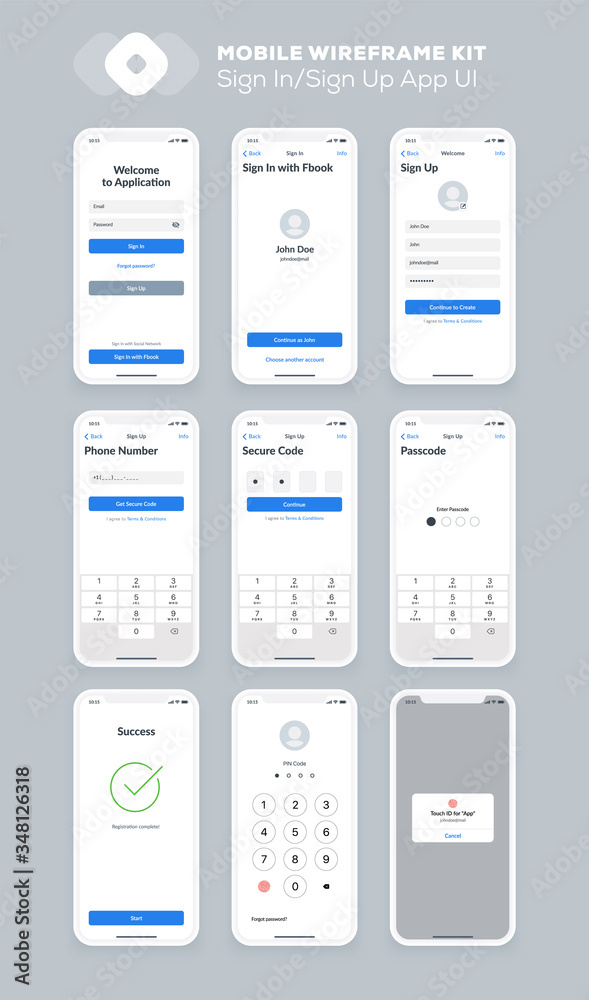 MOBILE WIREFRAME KIT
Sign In/Sign Up App UI
10:15
Welcome
to Application
Email
Password
Sign In
Forgot password?
Sign Up
Sign in with Social Network
Sign In with Fbook
10:15
Back
Sign In
Info
Sign In with Fbook
John Doe
johndoe@mail
Continue as John
Choose another account
10:15
Back
Welcome
Info
Sign Up
John Doe
John
johndoe@mail
Continue to Create
I agree to Terms & Conditions
10:15
Back
Sign Up
Info
Phone Number
+1(___)___-____
Get Secure Code
I agree to Terms & Conditions
1
2
ABC
3
DEF
4
GHI
5
JKL
6
MNO
7
PQRS
8
TUV
9
WXYZ
0
10:15
Back
Sign Up
Info
Secure Code
Continue
I agree to Terms & Conditions
1
2
ABC
3
DEF
4
GHI
5
JKL
6
MNO
7
PQRS
8
TUV
9
WXYZ
0
10:15
Back
Sign Up
Info
Passcode
Enter Passcode
1
2
ABC
3
DEF
4
GHI
5
JKL
6
MNO
7
PQRS
8
TUV
9
WXYZ
0
10:15
Success
Registration complete!
Start
10:15
PIN Code
1
2
3
4
5
6
7
8
9
0
Forgot password?
10:15
Touch ID for "App"
johndoe@mail
Cancel
Adobe Stock | #348126318
Adobe Stock